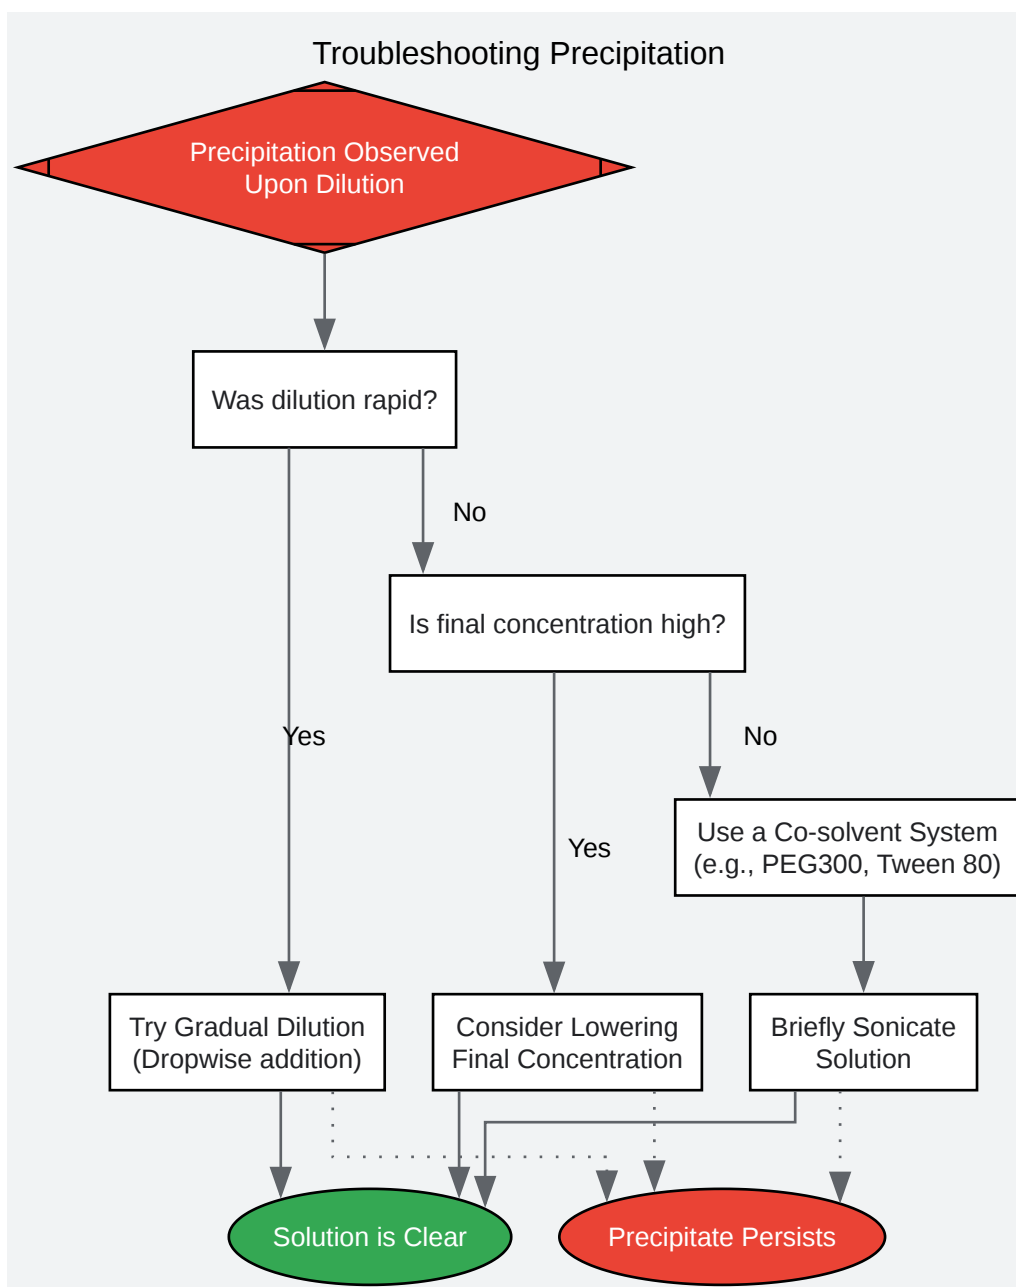 Troubleshooting Precipitation
Precipitation Observed
Upon Dilution
Was dilution rapid?
No
Is final concentration high?
Yes
No
Use a Co-solvent System
(e.g., PEG300, Tween 80)
Yes
Try Gradual Dilution
(Dropwise addition)
Consider Lowering
Final Concentration
Briefly Sonicate
Solution
Solution is Clear
Precipitate Persists